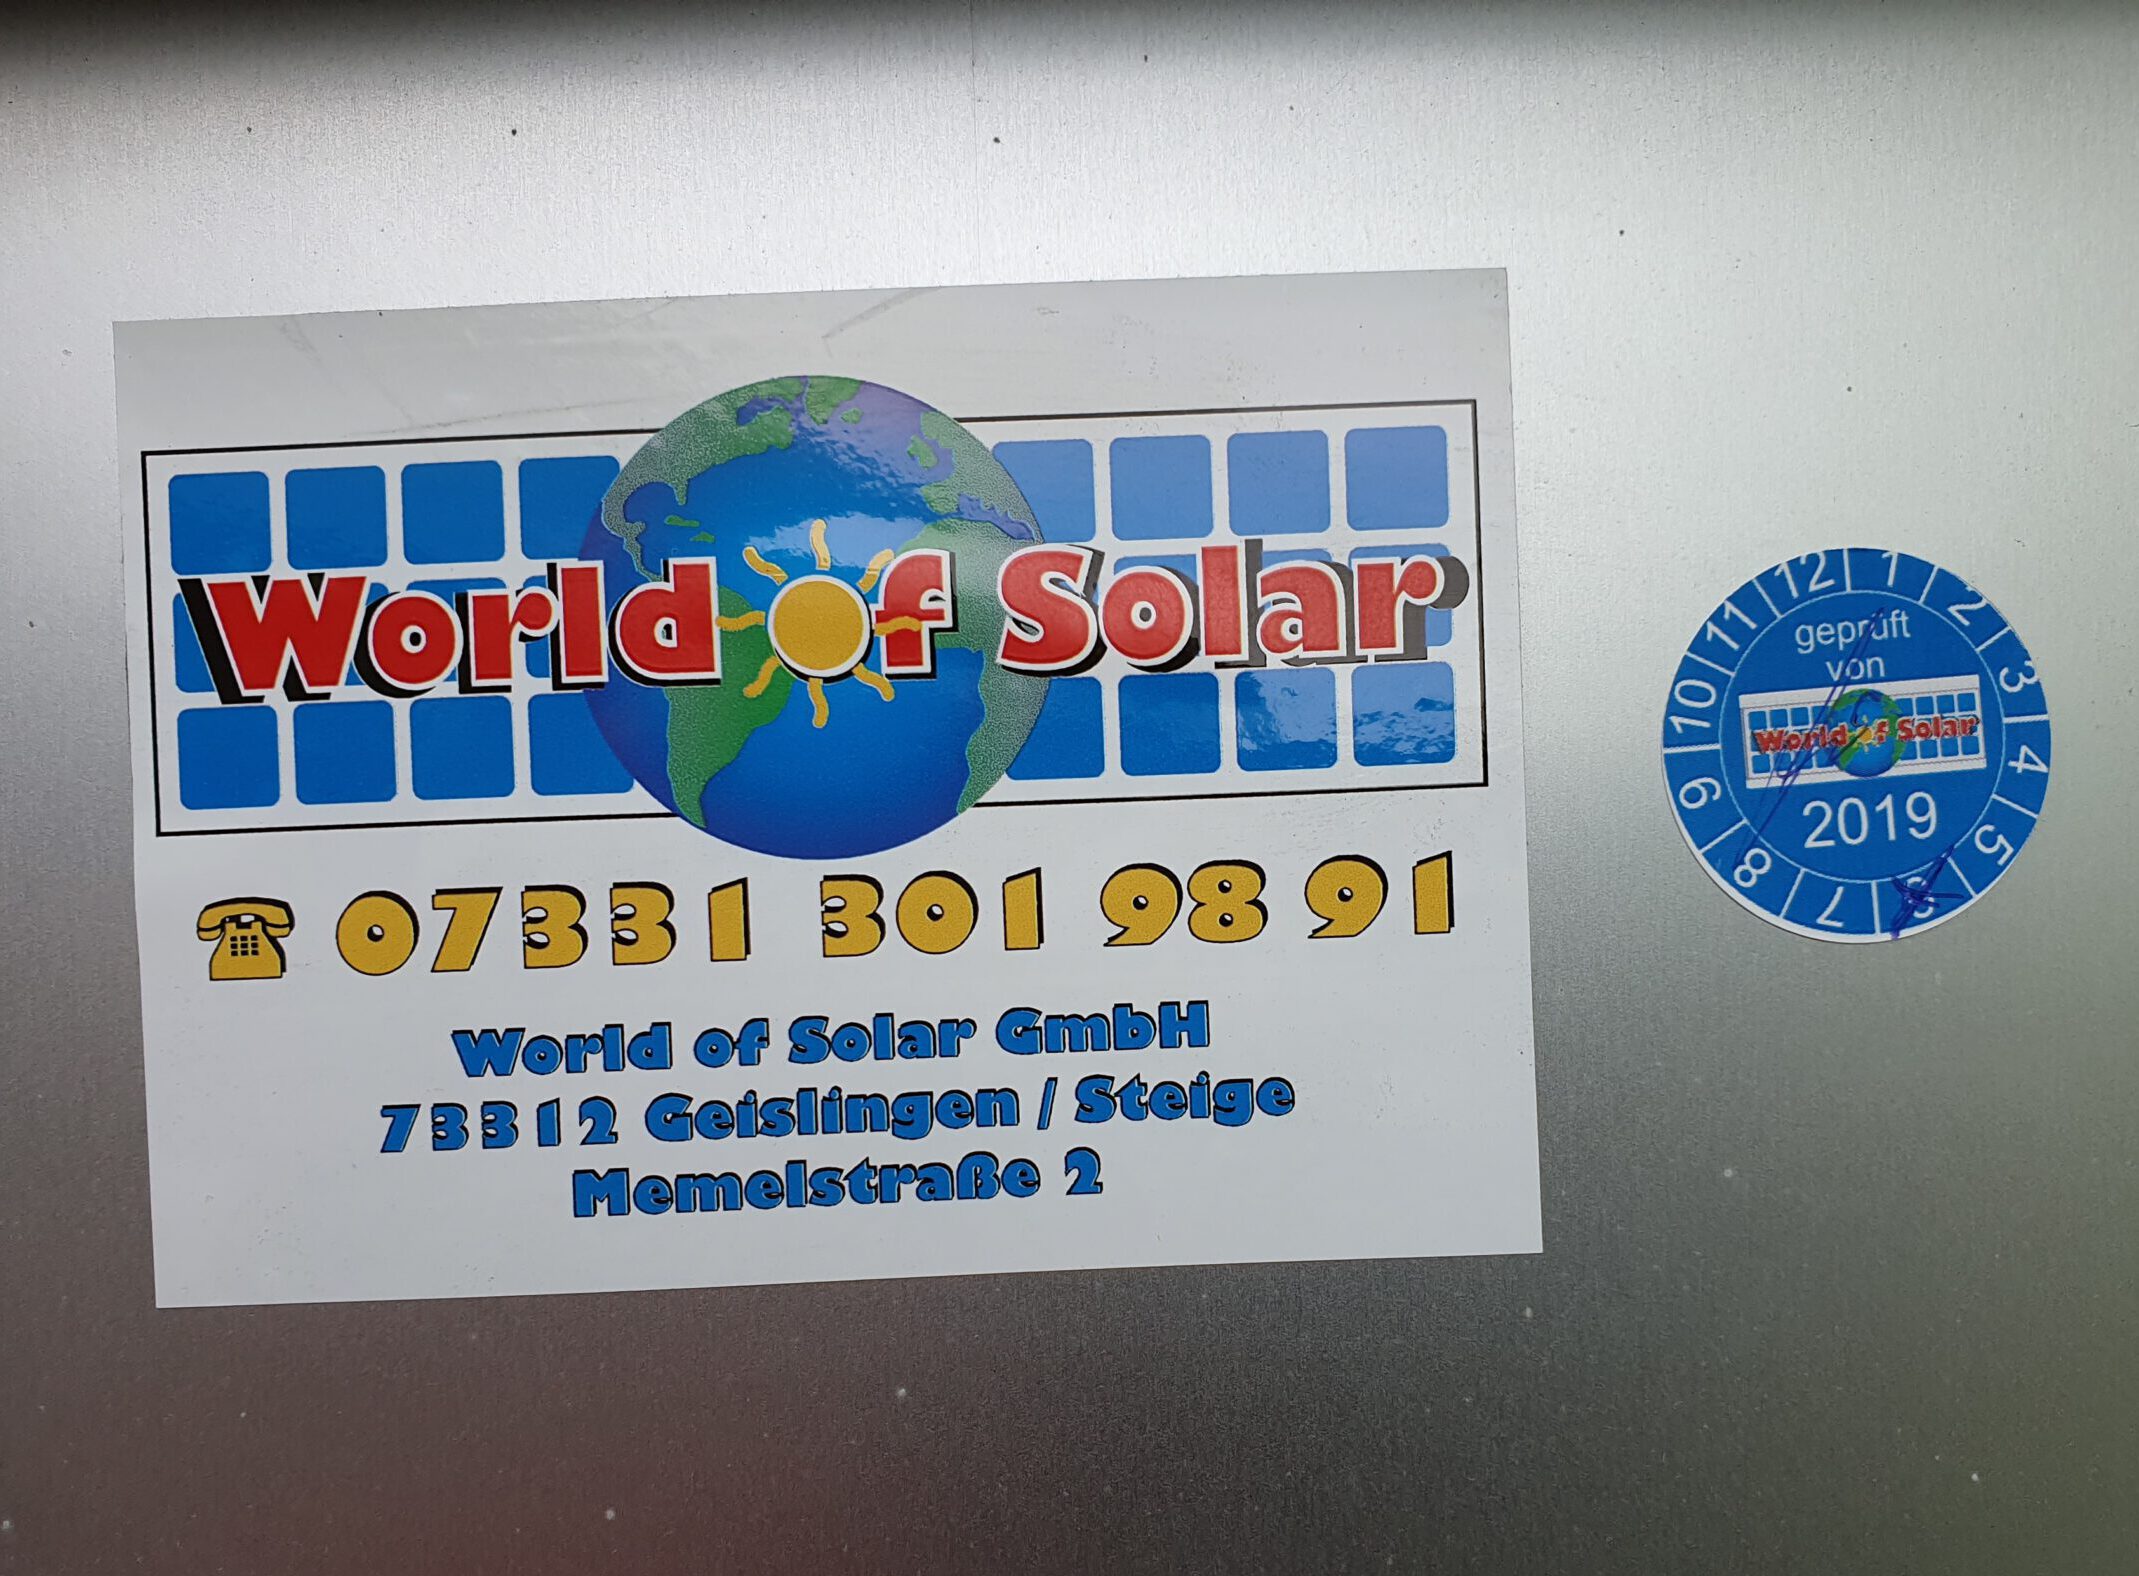 World of Solar
07331 301 98 91
World of Solar GmbH
73312 Geislingen / Steige
Memelstraße 2
12 1 2 3 4 5 6 7 8 9 10 11
geprüft
von
World of Solar
2019